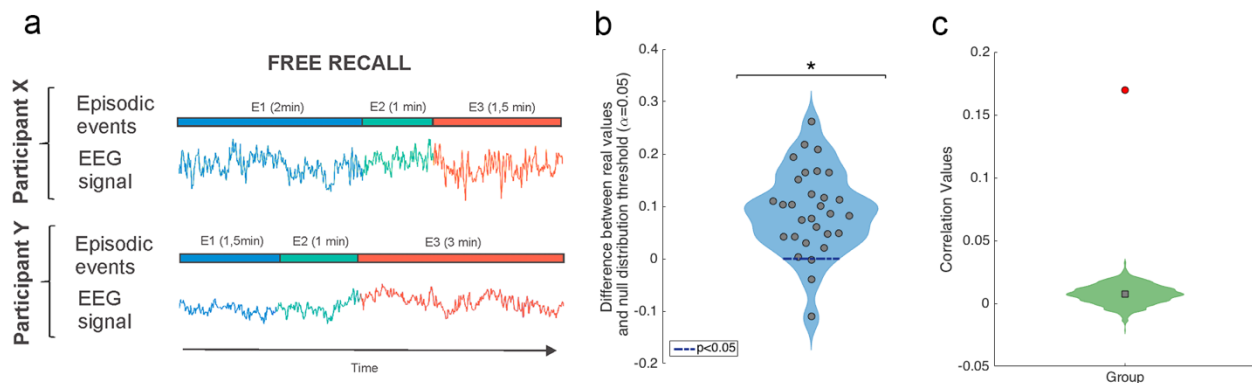 a
FREE RECALL
Participant X
Episodic
events
EEG
signal
E1 (2min)
E2 (1 min)
E3 (1,5 min)
Participant Y
Episodic
events
EEG
signal
E1 (1,5min)
E2 (1 min)
E3 (3 min)
Time
b
Difference between real values
and null distribution threshold (α=0.05)
0.4
0.3
0.2
0.1
0
-0.1
-0.2
*
p<0.05
c
Correlation Values
0.2
0.15
0.1
0.05
0
-0.05
Group